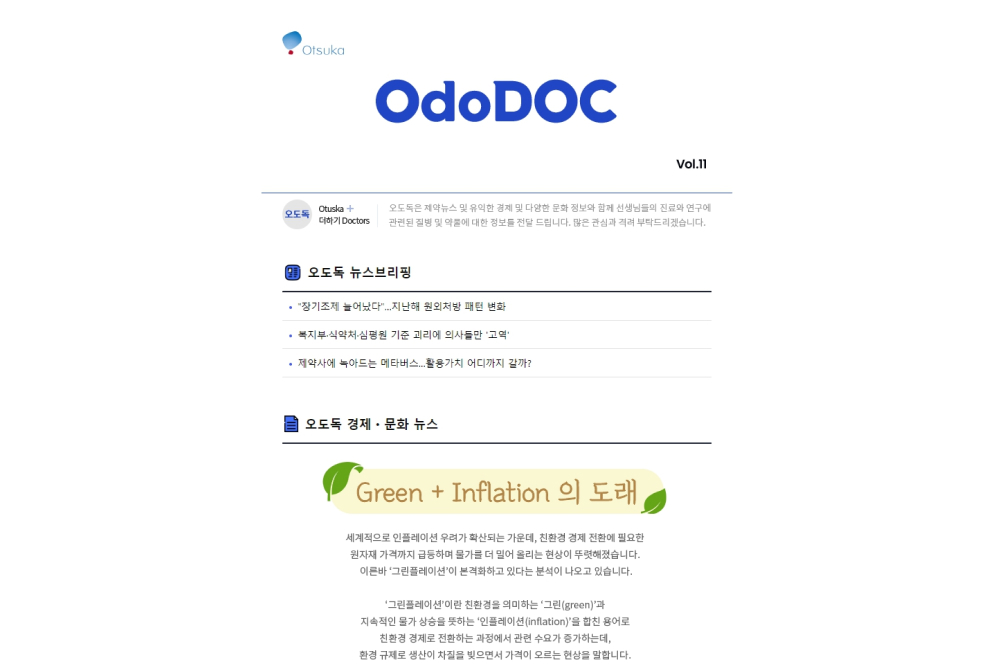 Otsuka
OdoDOC
Vol.11
오도독
Otuska +
더하기 Doctors
오도독은 제약뉴스 및 유익한 경제 및 다양한 문화 정보와 함께 선생님들의 진료와 연구에
관련된 질병 및 약물에 대한 정보를 전달 드립니다. 많은 관심과 격려 부탁드리겠습니다.
오도독 뉴스브리핑
• "장기조제 늘어났다"...지난해 원외처방 패턴 변화
• 복지부·식약처·심평원 기준 괴리에 의사들만 '고역'
• 제약사에 녹아드는 메타버스...활용가치 어디까지 갈까?
오도독 경제・문화 뉴스
Green + Inflation 의 도래
세계적으로 인플레이션 우려가 확산되는 가운데, 친환경 경제 전환에 필요한
원자재 가격까지 급등하며 물가를 더 밀어 올리는 현상이 뚜렷해졌습니다.
이른바 ‘그린플레이션’이 본격화하고 있다는 분석이 나오고 있습니다.
‘그린플레이션’이란 친환경을 의미하는 ‘그린(green)’과
지속적인 물가 상승을 뜻하는 ‘인플레이션(inflation)’을 합친 용어로
친환경 경제로 전환하는 과정에서 관련 수요가 증가하는데,
환경 규제로 생산이 차질을 빚으면서 가격이 오르는 현상을 말합니다.